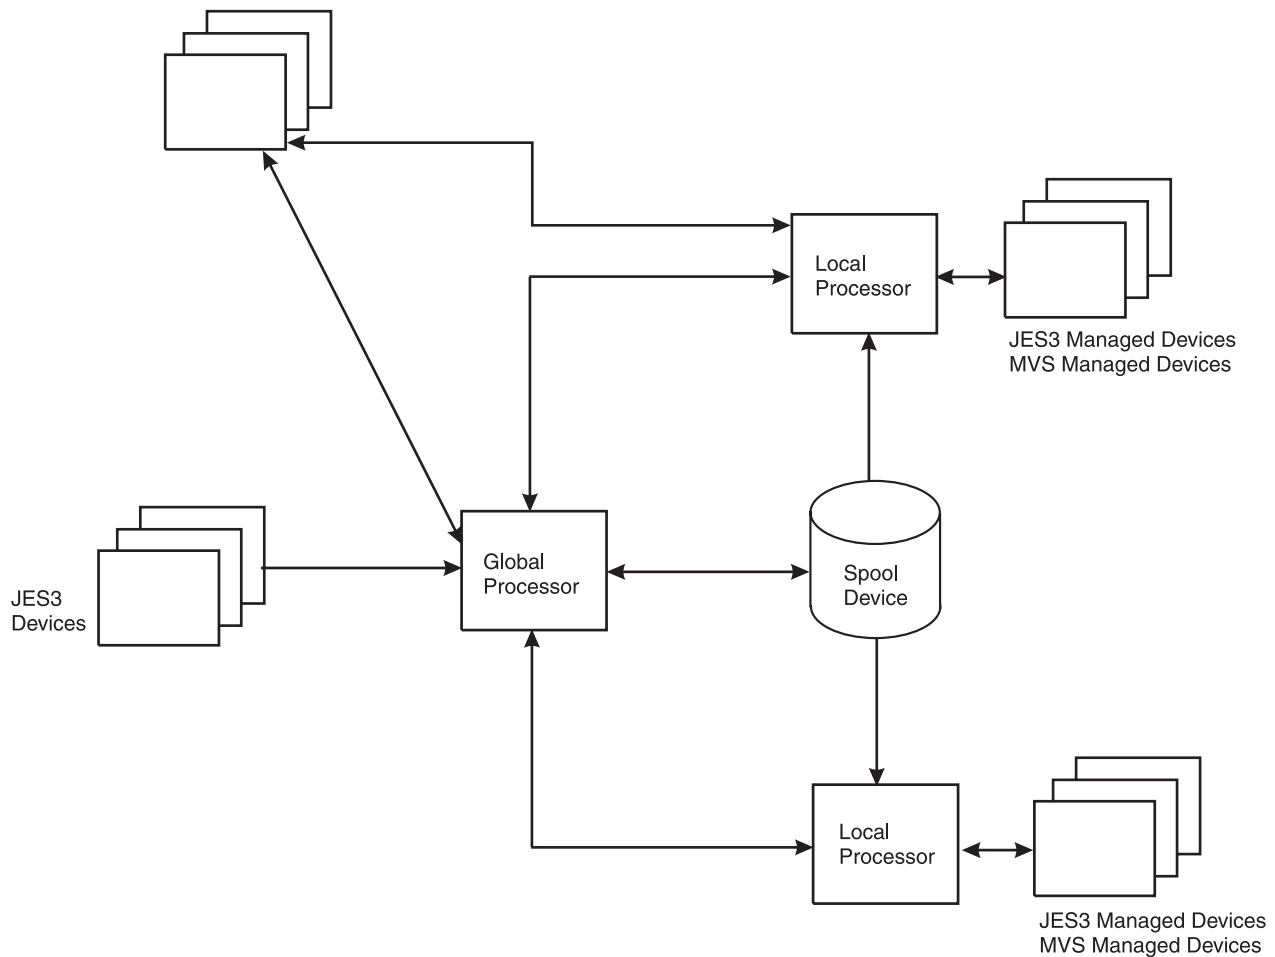 Local
Processor
JES3 Managed Devices
MVS Managed Devices
Global
Processor
Spool
Device
JES3
Devices
Local
Processor
JES3 Managed Devices
MVS Managed Devices